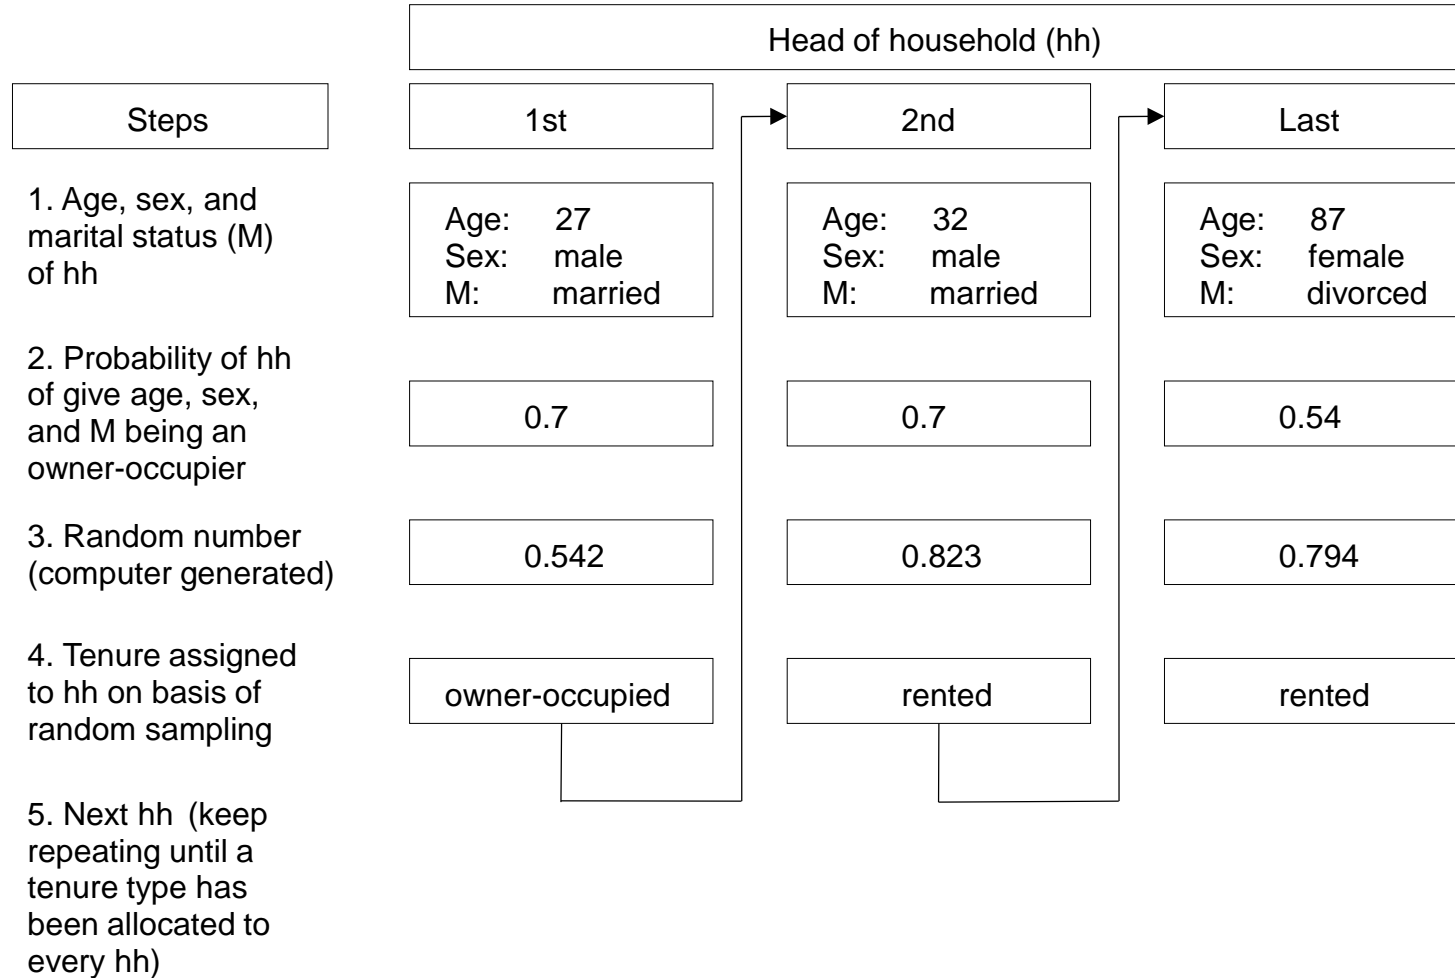 Head of household (hh)
Steps
1st
2nd
Last
1. Age, sex, and
marital status (M)
of hh
Age: 27
Sex: male
M: married
Age: 32
Sex: male
M: married
Age: 87
Sex: female
M: divorced
2. Probability of hh
of give age, sex,
and M being an
owner-occupier
0.7
0.7
0.54
3. Random number
(computer generated)
0.542
0.823
0.794
4. Tenure assigned
to hh on basis of
random sampling
owner-occupied
rented
rented
5. Next hh (keep
repeating until a
tenure type has
been allocated to
every hh)